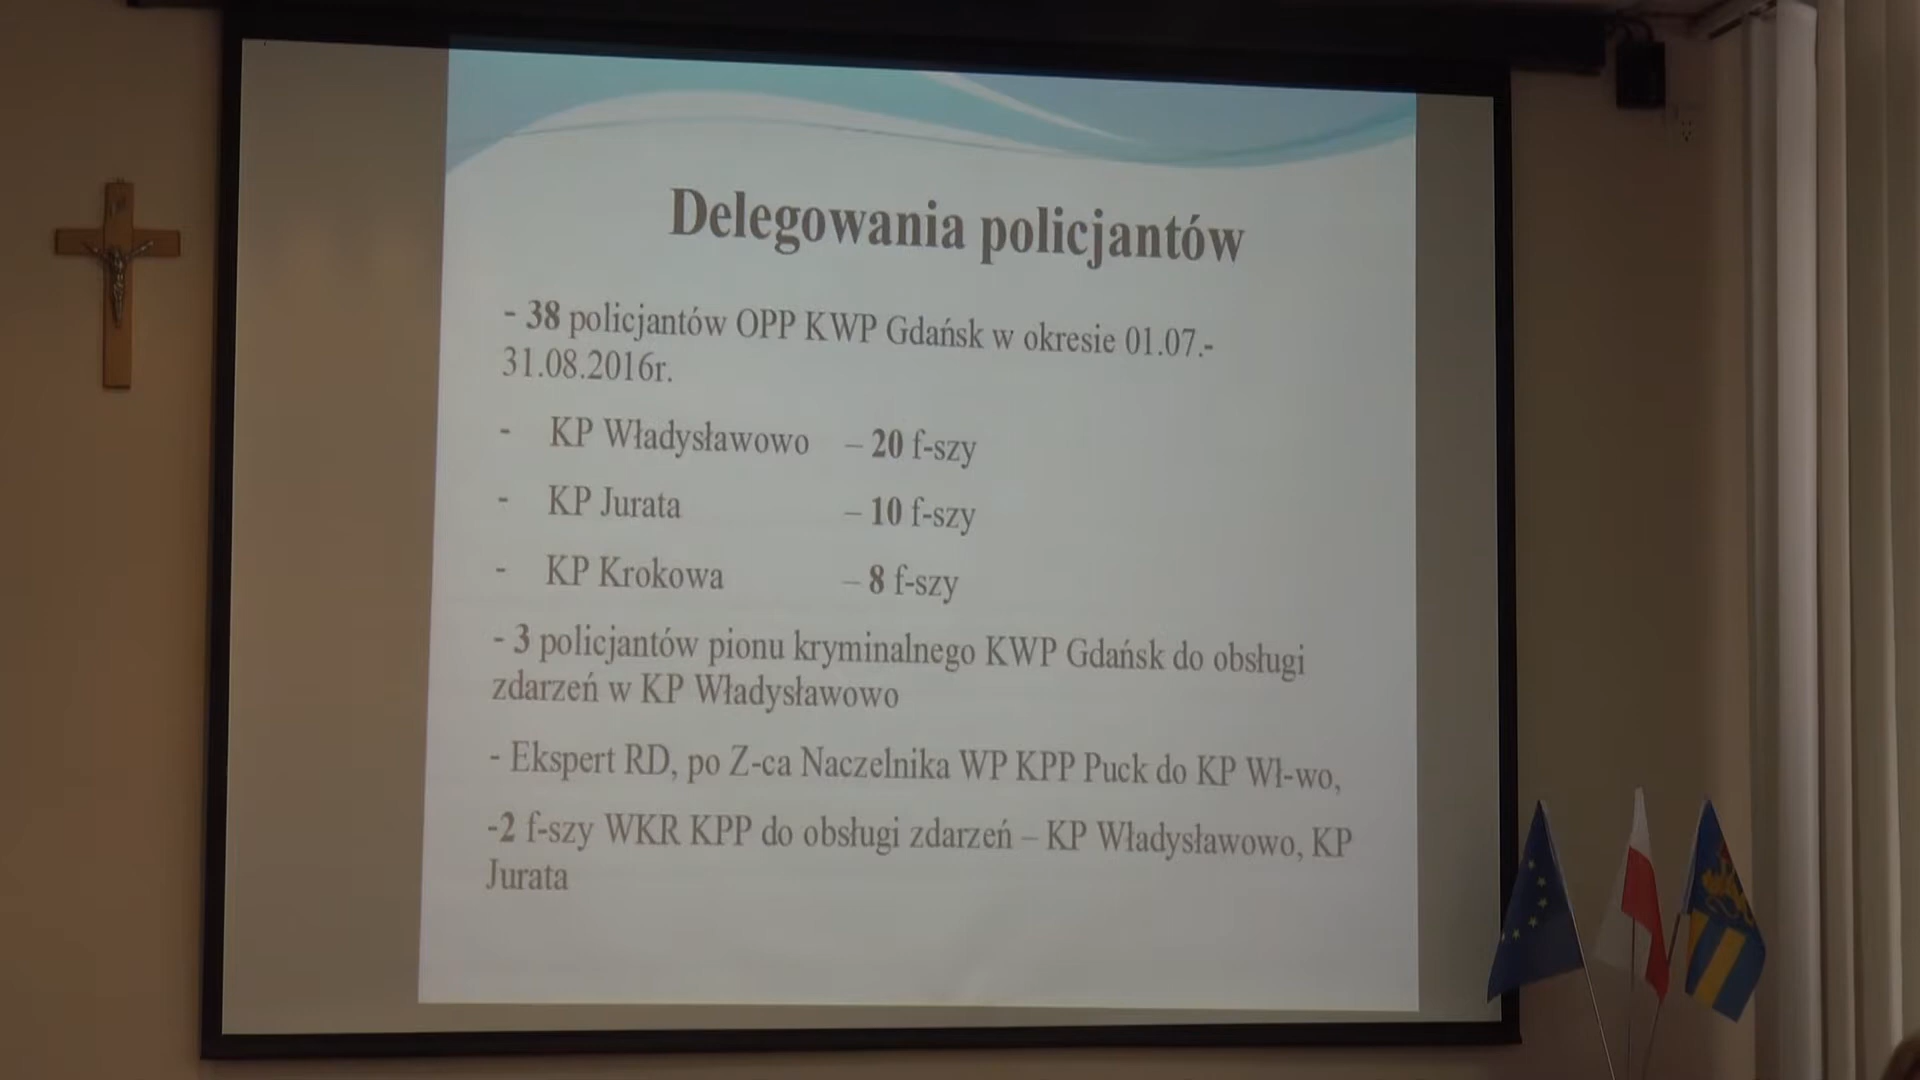 Delegowania policjantów
- 38 policjantów OPP KWP Gdańsk w okresie 01.07.-
31.08.2016r.
- KP Władysławowo – 20 f-szy
- KP Jurata – 10 f-szy
- KP Krokowa – 8 f-szy
- 3 policjantów pionu kryminalnego KWP Gdańsk do obsługi
zdarzeń w KP Władysławowo
- Ekspert RD, po Z-ca Naczelnika WP KPP Puck do KP Wł-wo,
-2 f-szy WKR KPP do obsługi zdarzeń – KP Władysławowo, KP
Jurata